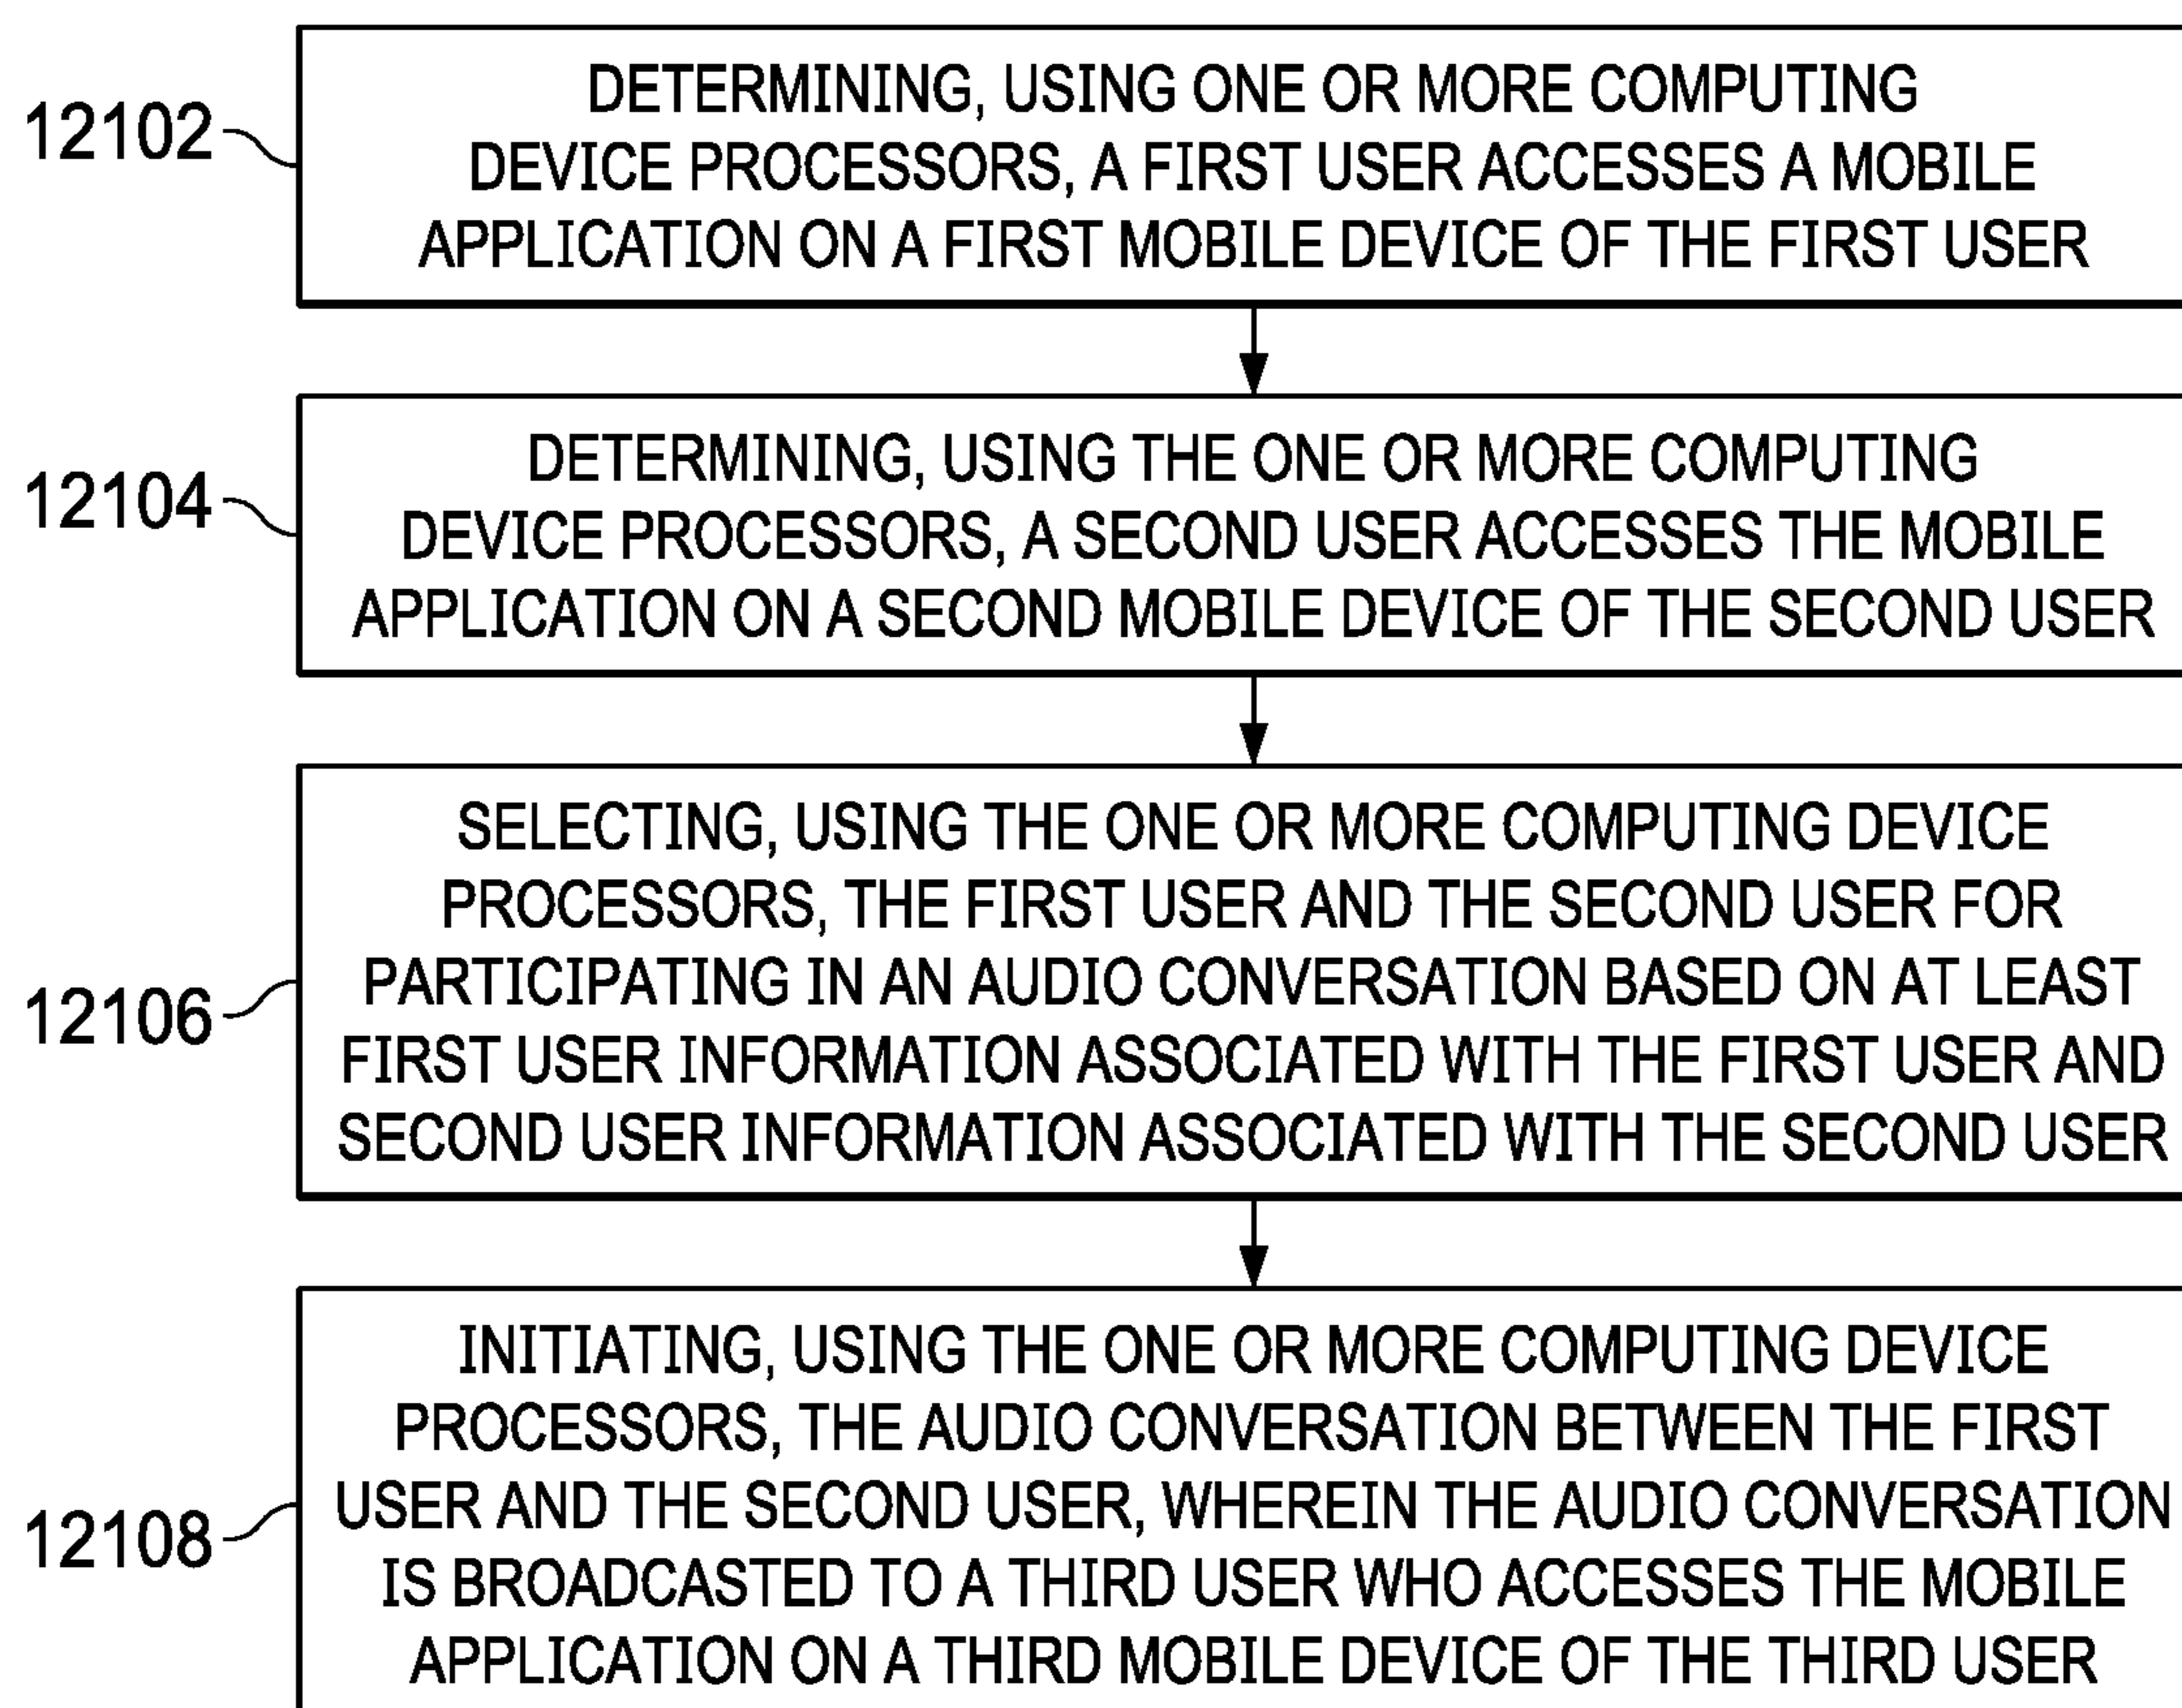 12102
DETERMINING, USING ONE OR MORE COMPUTING
DEVICE PROCESSORS, A FIRST USER ACCESSES A MOBILE
APPLICATION ON A FIRST MOBILE DEVICE OF THE FIRST USER
12104
DETERMINING, USING THE ONE OR MORE COMPUTING
DEVICE PROCESSORS, A SECOND USER ACCESSES THE MOBILE
APPLICATION ON A SECOND MOBILE DEVICE OF THE SECOND USER
12106
SELECTING, USING THE ONE OR MORE COMPUTING DEVICE
PROCESSORS, THE FIRST USER AND THE SECOND USER FOR
PARTICIPATING IN AN AUDIO CONVERSATION BASED ON AT LEAST
FIRST USER INFORMATION ASSOCIATED WITH THE FIRST USER AND
SECOND USER INFORMATION ASSOCIATED WITH THE SECOND USER
12108
INITIATING, USING THE ONE OR MORE COMPUTING DEVICE
PROCESSORS, THE AUDIO CONVERSATION BETWEEN THE FIRST
USER AND THE SECOND USER, WHEREIN THE AUDIO CONVERSATION
IS BROADCASTED TO A THIRD USER WHO ACCESSES THE MOBILE
APPLICATION ON A THIRD MOBILE DEVICE OF THE THIRD USER